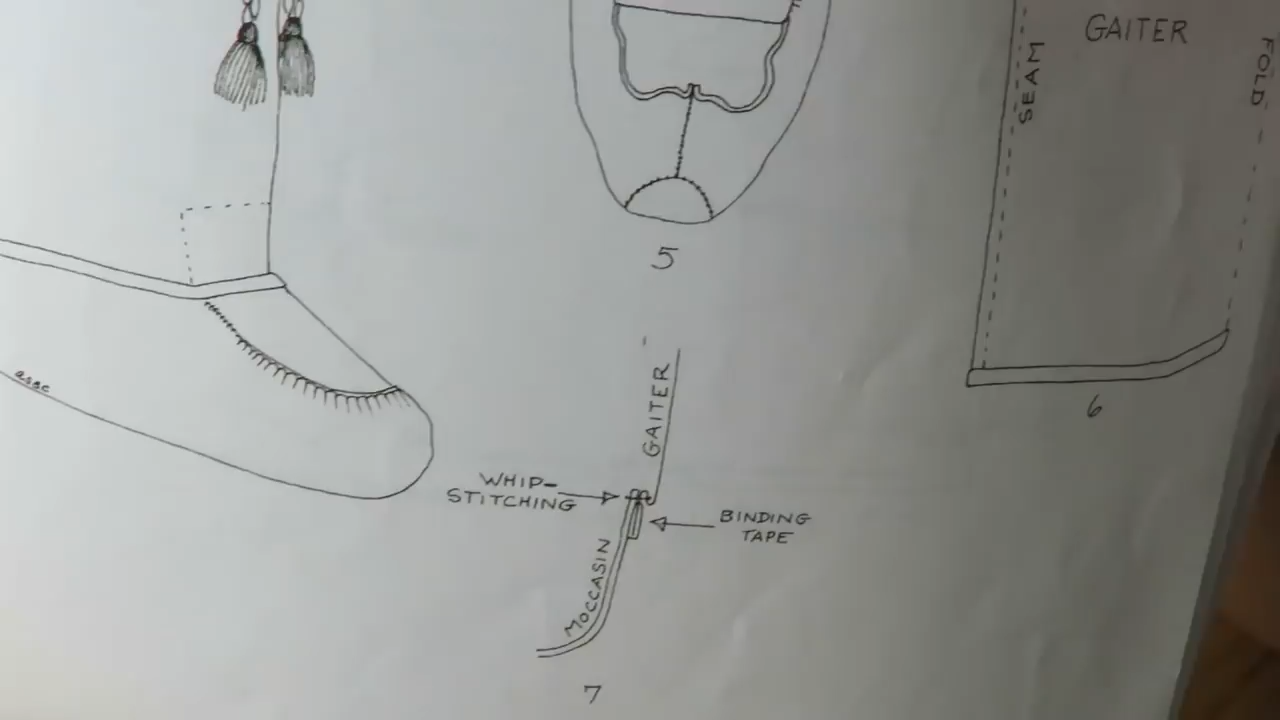 GAITER
SEAM
FOLD
5
6
GAITER
WHIP-
STITCHING
BINDING
TAPE
MOCCASIN
7